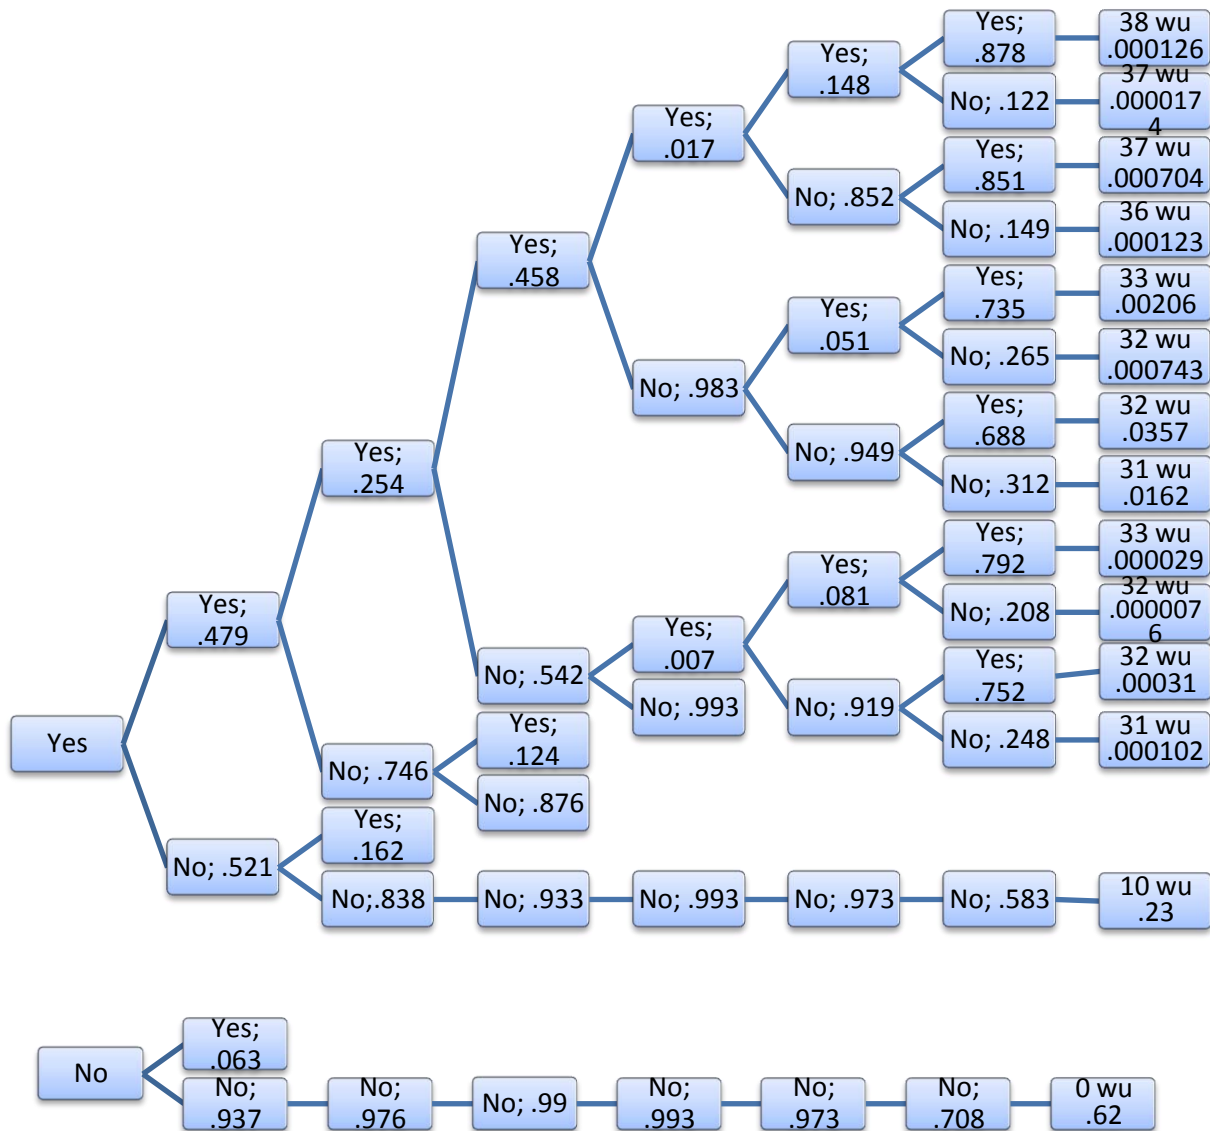 Yes;
.878
38 wu
.000126
Yes;
.148
No; .122
37 wu
.000017
4
Yes;
.017
Yes;
.851
37 wu
.000704
No; .852
No; .149
36 wu
.000123
Yes;
.458
Yes;
.735
33 wu
.00206
Yes;
.051
No; .265
32 wu
.000743
No; .983
Yes;
.688
32 wu
.0357
No; .949
No; .312
31 wu
.0162
Yes;
.254
Yes;
.792
33 wu
.000029
Yes;
.081
No; .208
32 wu
.0000076
6
Yes;
.479
Yes;
.007
Yes;
.752
32 wu
.00031
No; .542
No; .993
No; .919
No; .248
31 wu
.000102
Yes
No; .746
Yes;
.124
No; .876
No; .521
Yes;
.162
No;.838
No; .933
No; .993
No; .973
No; .583
10 wu
.23
No
Yes;
.063
No;
.937
No;
.976
No; .99
No;
.993
No;
.973
No;
.708
0 wu
.62